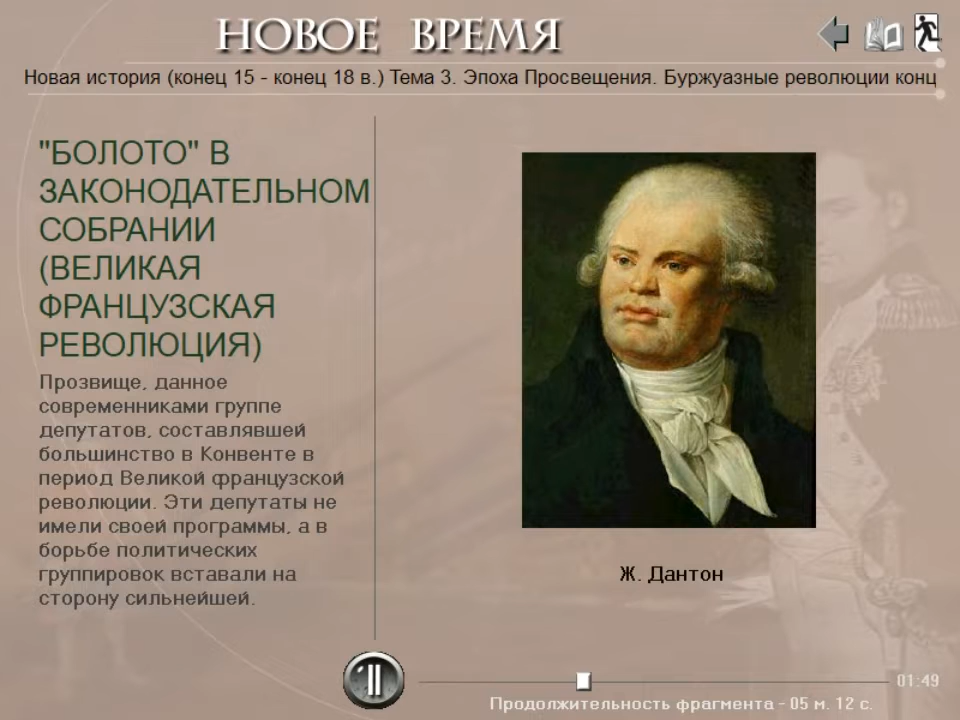 НОВОЕ ВРЕМЯ
Новая история (конец 15 - конец 18 в.) Тема 3. Эпоха Просвещения. Буржуазные революции конц
"БОЛОТО" В
ЗАКОНОДАТЕЛЬНОМ
СОБРАНИИ
(ВЕЛИКАЯ
ФРАНЦУЗСКАЯ
РЕВОЛЮЦИЯ)
Прозвище, данное
современниками группе
депутатов, составлявшей
большинство в Конвенте в
период Великой французской
революции. Эти депутаты не
имели своей программы, а в
борьбе политических
группировок вставали на
сторону сильнейшей.
Ж. Дантон
01:49
Продолжительность фрагмента - 05 м. 12 с.